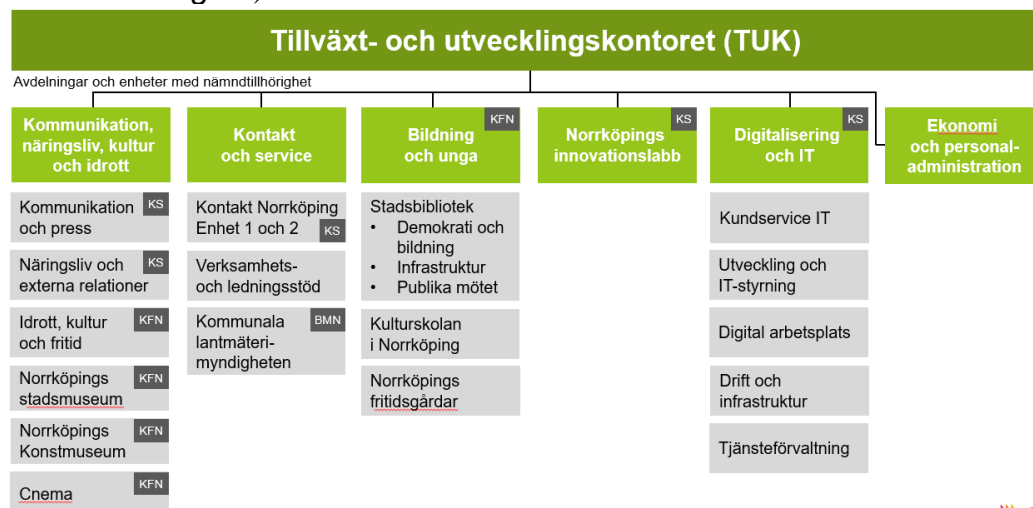 Tillväxt- och utvecklingskontoret (TUK)
Avdelningar och enheter med nämndtillhörighet
Kommunikation,
näringsliv, kultur
och idrott
Kommunikation
och press
KS
Näringsliv och
externa relationer
KS
Idrott, kultur
och fritid
KFN
Norrköpings
stadsmuseum
KFN
Norrköpings
Konstmuseum
KFN
Cnema
KFN
Kontakt
och service
Kontakt Norrköping
Enhet 1 och 2
KS
Verksamhets-
och ledningsstöd
Kommunala
lantmäteri-
myndigheten
BMN
Bildning
och unga
KFN
Stadsbibliotek
• Demokrati och
bildning
• Infrastruktur
• Publika mötet
Kulturskolan
i Norrköping
Norrköpings
fritidsgårdar
Norrköpings
innovationslabb
KS
Digitalisering
och IT
KS
Kundservice IT
Utveckling och
IT-styrning
Digital arbetsplats
Drift och
infrastruktur
Tjänsteförvaltning
Ekonomi
och personal-
administration